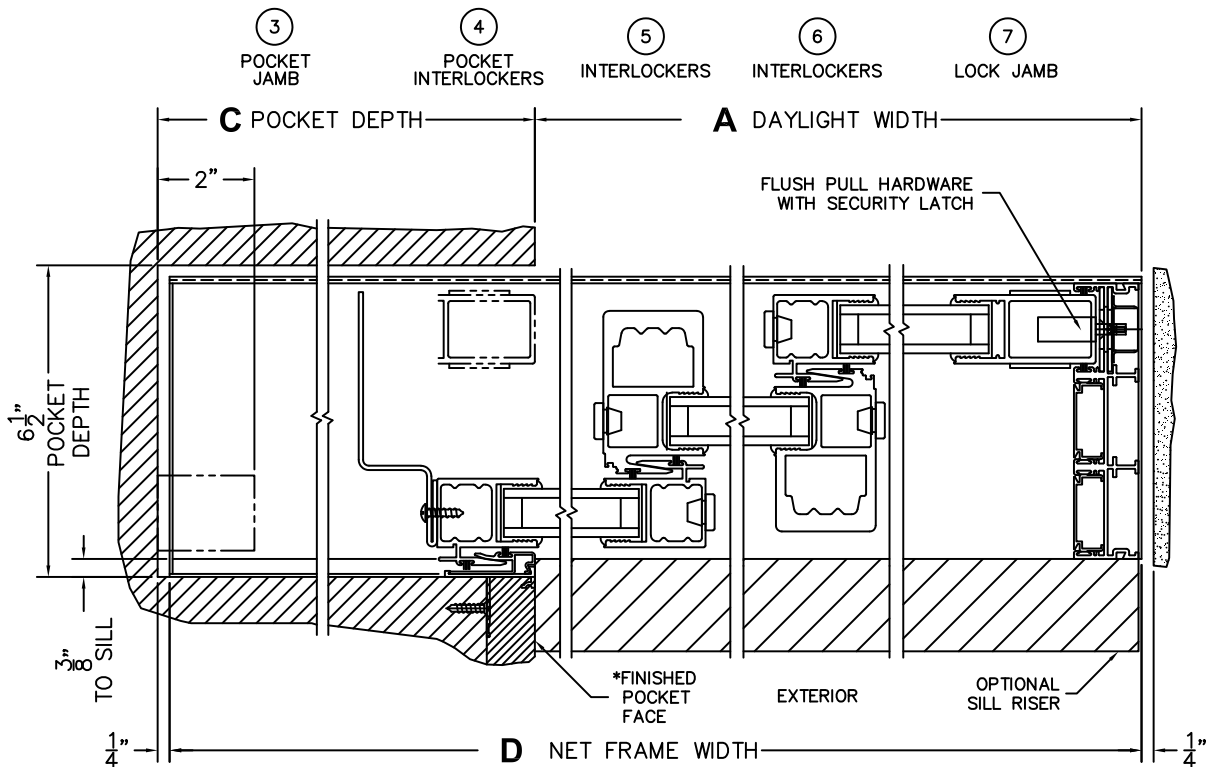 3
POCKET
JAMB
4
POCKET
INTERLOCKERS
5
INTERLOCKERS
6
INTERLOCKERS
7
LOCK JAMB
C POCKET DEPTH
A DAYLIGHT WIDTH
2"
FLUSH PULL HARDWARE
WITH SECURITY LATCH
6 1/2"
POCKET
DEPTH
3/8"
TO SILL
*FINISHED
POCKET
FACE
EXTERIOR
OPTIONAL
SILL RISER
1/4"
D NET FRAME WIDTH
1/4"